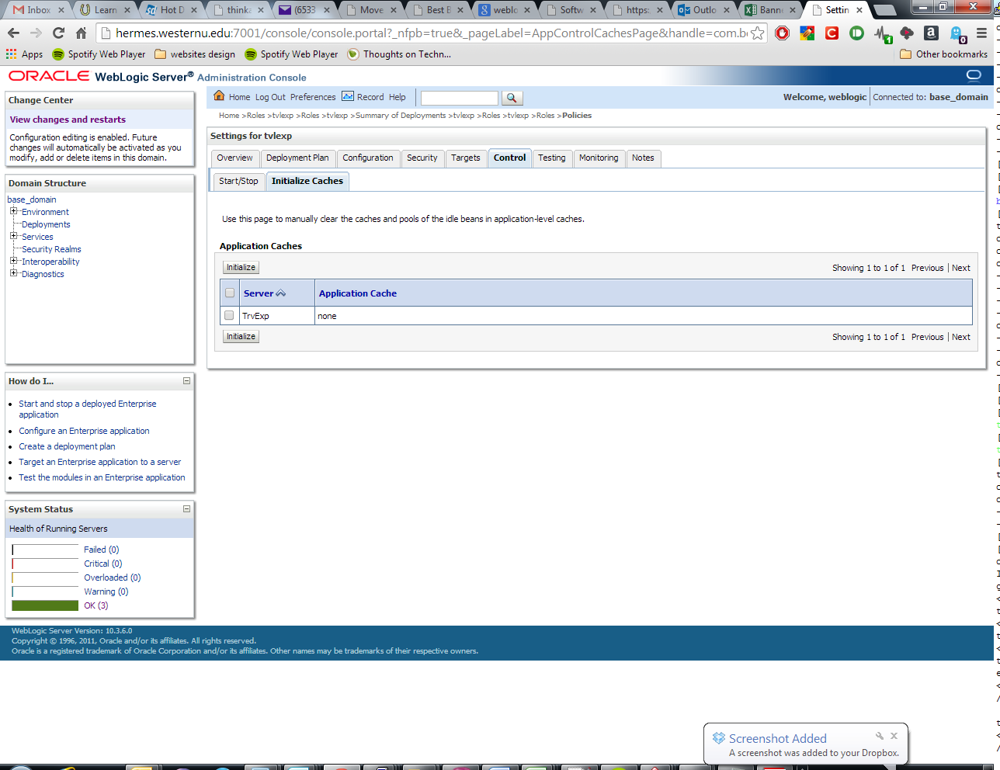 Inbox
Learn
Hot D
thinka
(6533
Move
Best B
weblo
Softw
https:
Outlo
Bann
Settin
hermes.westernu.edu:7001/console/console.portal?_nfpb=true&_pageLabel=AppControlCachesPage&handle=com.b
Apps
Spotify Web Player
websites design
Spotify Web Player
Thoughts on Techn...
Other bookmarks
ORACLE WebLogic Server® Administration Console
Change Center
View changes and restarts
Configuration editing is enabled. Future
changes will automatically be activated as you
modify, add or delete items in this domain.
Domain Structure
base_domain
Environment
Deployments
Services
Security Realms
Interoperability
Diagnostics
How do I...
Start and stop a deployed Enterprise
application
Configure an Enterprise application
Create a deployment plan
Target an Enterprise application to a server
Test the modules in an Enterprise application
System Status
Health of Running Servers
Failed (0)
Critical (0)
Overloaded (0)
Warning (0)
OK (3)
Home Log Out Preferences Record Help
Welcome, weblogic
Connected to: base_domain
Home >Roles >tvlexp >Roles >tvlexp >Summary of Deployments >tvlexp >Roles >tvlexp >Roles >Policies
Settings for tvlexp
Overview
Deployment Plan
Configuration
Security
Targets
Control
Testing
Monitoring
Notes
Start/Stop
Initialize Caches
Use this page to manually clear the caches and pools of the idle beans in application-level caches.
Application Caches
Initialize
Showing 1 to 1 of 1 Previous | Next
Server
Application Cache
TrvExp
none
Initialize
Showing 1 to 1 of 1 Previous | Next
WebLogic Server Version: 10.3.6.0
Copyright © 1996, 2011, Oracle and/or its affiliates. All rights reserved.
Oracle is a registered trademark of Oracle Corporation and/or its affiliates. Other names may be trademarks of their respective owners.
Screenshot Added
A screenshot was added to your Dropbox.